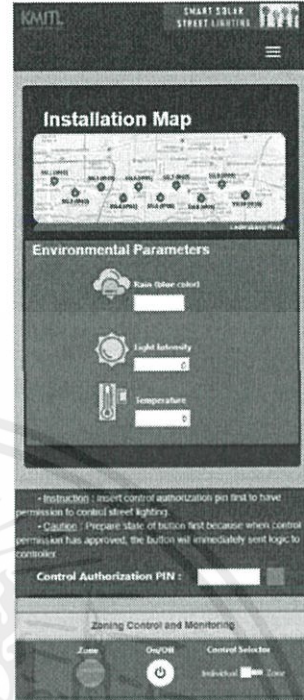 KMITL
SMART SOLAR
STREET LIGHTING
Installation Map
Ladkrabang Road
Environmental Parameters
Rain (blue color)
Light Intensity
0
Temperature
0
- Instruction : Insert control authorization pin first to have
permission to control street lighting.
- Caution : Prepare state of button first because when control
permission has approved, the button will immediately sent logic to
controller
Control Authorization PIN :
Zoning Control and Monitoring
Zone
On/Off
Control Selector
Individual
Zone